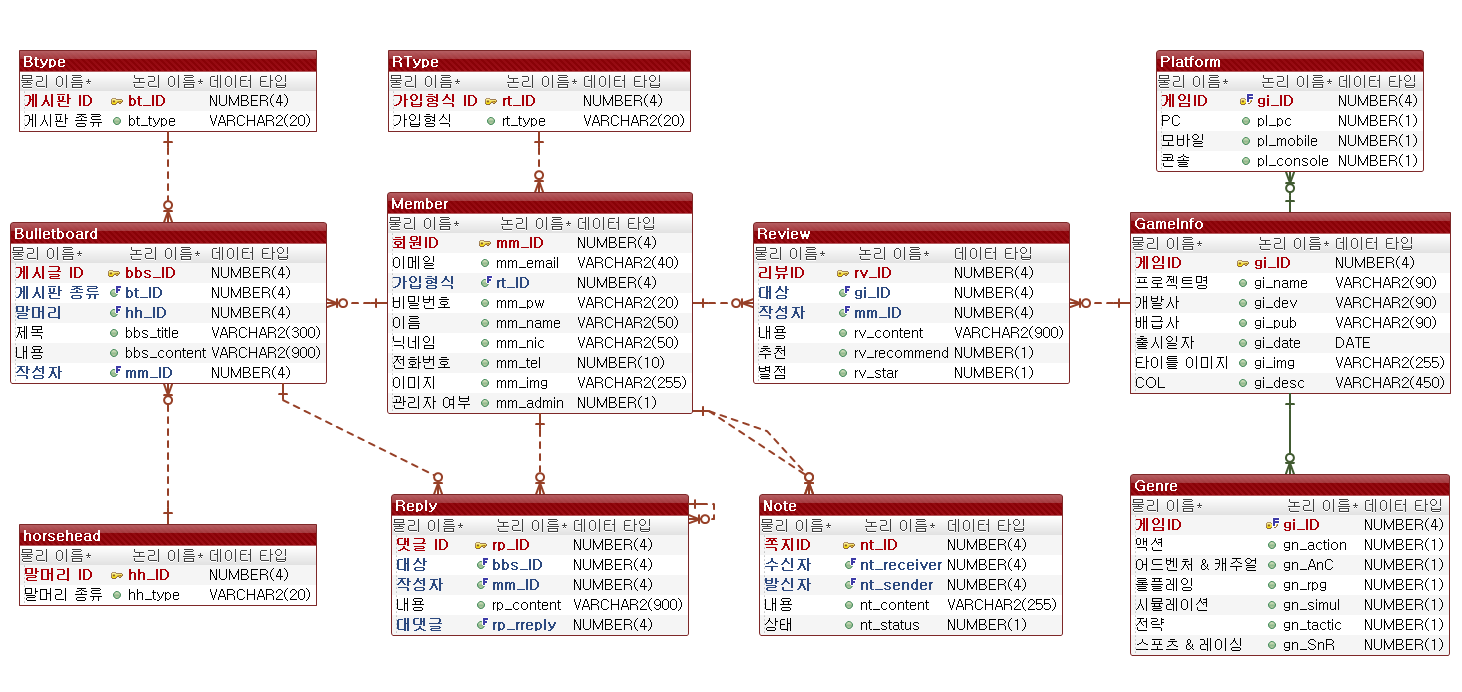 Btype
물리 이름* 논리 이름* 데이터 타입
게시판 ID bt_ID NUMBER(4)
게시판 종류 bt_type VARCHAR2(20)
RType
물리 이름* 논리 이름* 데이터 타입
가입형식 ID rt_ID NUMBER(4)
가입형식 rt_type VARCHAR2(20)
Platform
물리 이름* 논리 이름* 데이터 타입
게임ID gi_ID NUMBER(4)
PC pl_pc NUMBER(1)
모바일 pl_mobile NUMBER(1)
콘솔 pl_console NUMBER(1)
Bulletboard
물리 이름* 논리 이름* 데이터 타입
게시글 ID bbs_ID NUMBER(4)
게시판 종류 bt_ID NUMBER(4)
말머리 hh_ID NUMBER(4)
제목 bbs_title VARCHAR2(300)
내용 bbs_content VARCHAR2(900)
작성자 mm_ID NUMBER(4)
Member
물리 이름* 논리 이름* 데이터 타입
회원ID mm_ID NUMBER(4)
이메일 mm_email VARCHAR2(40)
가입형식 rt_ID NUMBER(4)
비밀번호 mm_pw VARCHAR2(20)
이름 mm_name VARCHAR2(50)
닉네임 mm_nic VARCHAR2(50)
전화번호 mm_tel NUMBER(10)
이미지 mm_img VARCHAR2(255)
관리자 여부 mm_admin NUMBER(1)
Review
물리 이름* 논리 이름* 데이터 타입
리뷰ID rv_ID NUMBER(4)
대상 gi_ID NUMBER(4)
작성자 mm_ID NUMBER(4)
내용 rv_content VARCHAR2(900)
추천 rv_recommend NUMBER(1)
별점 rv_star NUMBER(1)
GameInfo
물리 이름* 논리 이름* 데이터 타입
게임ID gi_ID NUMBER(4)
프로젝트명 gi_name VARCHAR2(90)
개발사 gi_dev VARCHAR2(90)
배급사 gi_pub VARCHAR2(90)
출시일자 gi_date DATE
타이틀 이미지 gi_img VARCHAR2(255)
COL gi_desc VARCHAR2(450)
horsehead
물리 이름* 논리 이름* 데이터 타입
말머리 ID hh_ID NUMBER(4)
말머리 종류 hh_type VARCHAR2(20)
Reply
물리 이름* 논리 이름* 데이터 타입
댓글 ID rp_ID NUMBER(4)
대상 bbs_ID NUMBER(4)
작성자 mm_ID NUMBER(4)
내용 rp_content VARCHAR2(900)
대댓글 rp_rreply NUMBER(4)
Note
물리 이름* 논리 이름* 데이터 타입
쪽지ID nt_ID NUMBER(4)
수신자 nt_receiver NUMBER(4)
발신자 nt_sender NUMBER(4)
내용 nt_content VARCHAR2(255)
상태 nt_status NUMBER(1)
Genre
물리 이름* 논리 이름* 데이터 타입
게임ID gi_ID NUMBER(4)
액션 gn_action NUMBER(1)
어드벤처 & 캐주얼 gn_AnC NUMBER(1)
롤플레잉 gn_rpg NUMBER(1)
시뮬레이션 gn_simul NUMBER(1)
전략 gn_tactic NUMBER(1)
스포츠 & 레이싱 gn_SnR NUMBER(1)